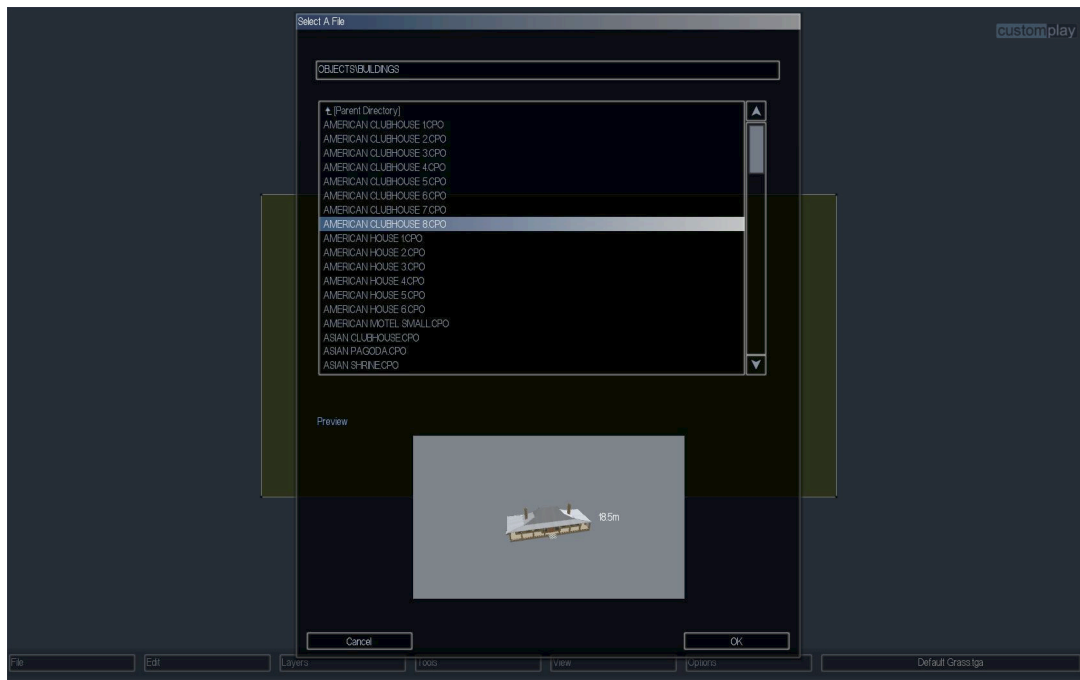 Select A File
customplay
OBJECTS\BUILDINGS
[Parent Directory]
AMERICAN CLUBHOUSE 1.CPO
AMERICAN CLUBHOUSE 2.CPO
AMERICAN CLUBHOUSE 3.CPO
AMERICAN CLUBHOUSE 4.CPO
AMERICAN CLUBHOUSE 5.CPO
AMERICAN CLUBHOUSE 6.CPO
AMERICAN CLUBHOUSE 7.CPO
AMERICAN CLUBHOUSE 8.CPO
AMERICAN HOUSE 1.CPO
AMERICAN HOUSE 2.CPO
AMERICAN HOUSE 3.CPO
AMERICAN HOUSE 4.CPO
AMERICAN HOUSE 5.CPO
AMERICAN HOUSE 6.CPO
AMERICAN MOTEL SMALL.CPO
ASIAN CLUBHOUSE.CPO
ASIAN PAGODA.CPO
ASIAN SHRINE.CPO
Preview
18.5m
Cancel OK
File Edit Layers Tools View Options Default Grass.tga